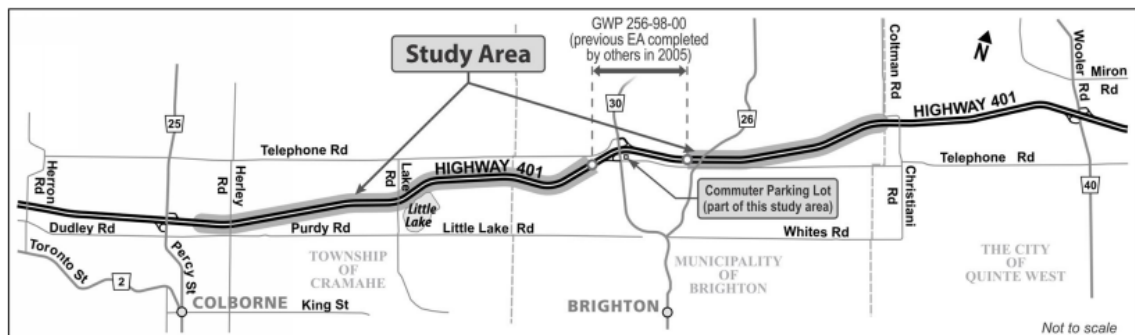 GWP 256-98-00
(previous EA completed
by others in 2005)
Study Area
N
Coltman Rd
Wooler Rd
Miron
Rd
25
30
26
HIGHWAY 401
Herron Rd
Telephone Rd
Herley Rd
Lake Rd
HIGHWAY 401
Telephone Rd
Commuter Parking Lot
(part of this study area)
Rd
Christiani
40
Little
Lake
Dudley Rd
Purdy Rd
Little Lake Rd
Whites Rd
Toronto St
Percy St
2
TOWNSHIP
OF
CRAMAHE
MUNICIPALITY
OF
BRIGHTON
THE CITY
OF
QUINTE WEST
COLBORNE
King St
BRIGHTON
Not to scale